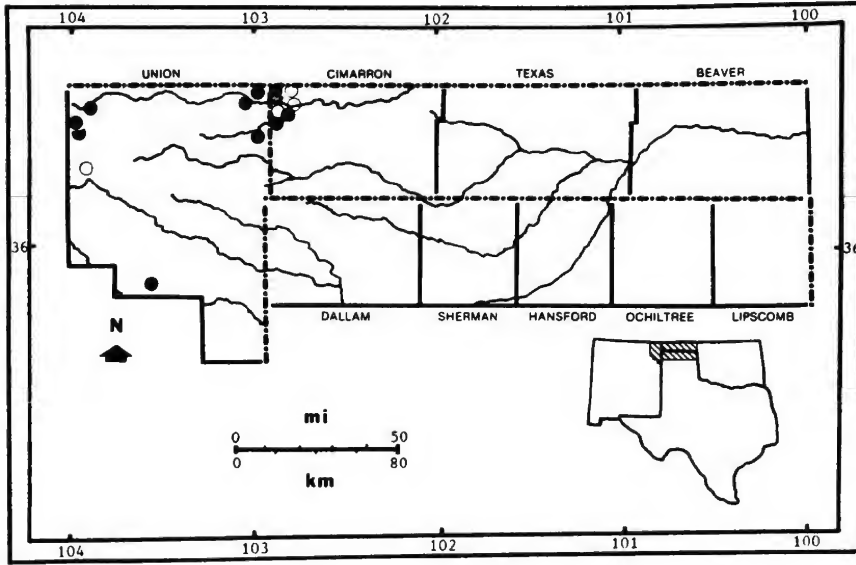 104 103 102 101 100
UNION CIMARRON TEXAS BEAVER
36 36
DALLAM SHERMAN HANSFORD OCHILTREE LIPSCOMB
N
mi
0 50
0 80
km
104 103 102 101 100